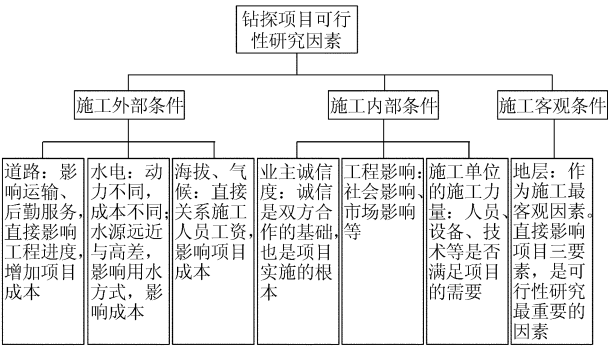 钻探项目可行
性研究因素
施工外部条件
施工内部条件
施工客观条件
道路：影
响运输、
后勤服务，
直接影响
工程进度，
增加项目
成本
水电：动
力不同，
成本不同；
水源远近
与高差，
影响用水
方式，影
响成本
海拔、气
候：直接
关系施工
人员工资，
影响项目
成本
业主诚信
度：诚信
是双方合
作的基础，
也是项目
实施的根
本
工程影响：
社会影响、
市场影响
等
施工单位
的施工力
量：人员、
设备、技
术等是否
满足项目
的需要
地层：作
为施工最
客观因素。
直接影响
项目三要
素，是可
行性研究
最重要的
因素